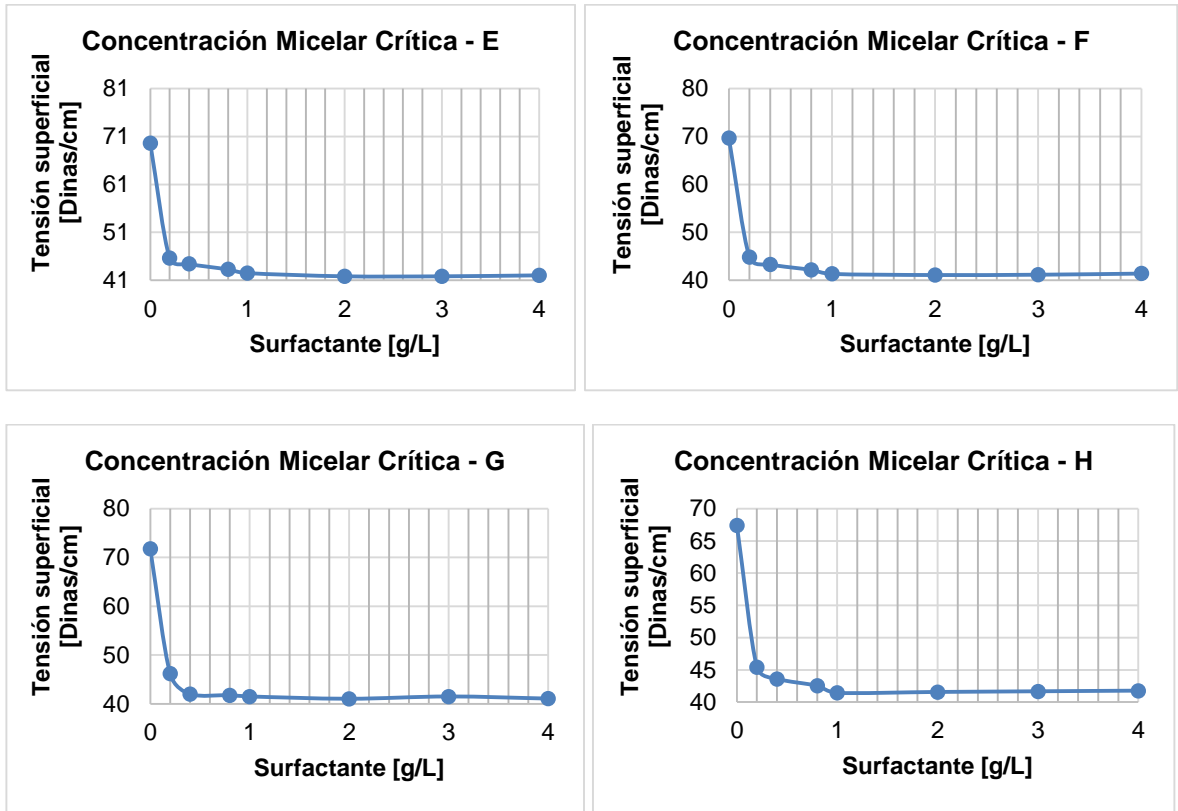 Concentración Micelar Crítica - E
Tensión superficial
[Dinas/cm]
81
71
61
51
41
0 1 2 3 4
Surfactante [g/L]
Concentración Micelar Crítica - F
Tensión superficial
[Dinas/cm]
80
70
60
50
40
0 1 2 3 4
Surfactante [g/L]
Concentración Micelar Crítica - G
Tensión superficial
[Dinas/cm]
80
70
60
50
40
0 1 2 3 4
Surfactante [g/L]
Concentración Micelar Crítica - H
Tensión superficial
[Dinas/cm]
70
65
60
55
50
45
40
0 1 2 3 4
Surfactante [g/L]